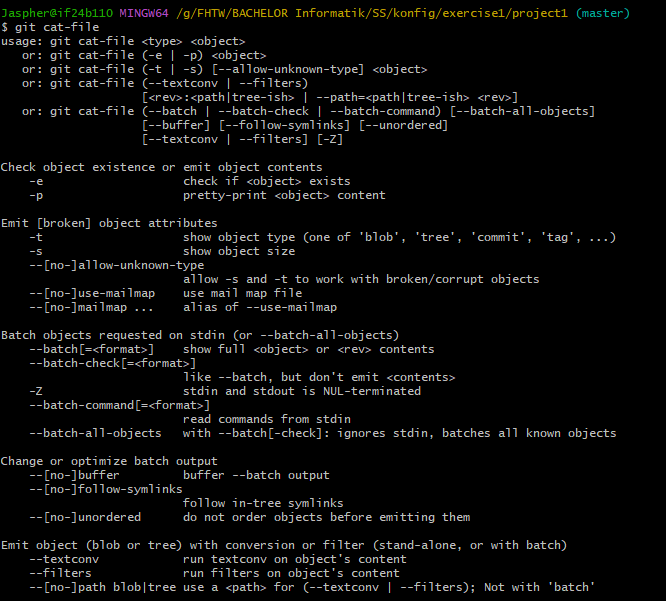 Jaspher@if24b110 MINGW64 /g/FHTW/BACHELOR Informatik/SS/konfig/exercise1/project1 (master)
$ git cat-file
usage: git cat-file <type> <object>
   or: git cat-file (-e | -p) <object>
   or: git cat-file (-t | -s) [--allow-unknown-type] <object>
   or: git cat-file (--textconv | --filters)
                    [<rev>:<path|tree-ish> | --path=<path|tree-ish> <rev>]
   or: git cat-file (--batch | --batch-check | --batch-command) [--batch-all-objects]
                    [--buffer] [--follow-symlinks] [--unordered]
                    [--textconv | --filters] [-Z]

Check object existence or emit object contents
    -e                    check if <object> exists
    -p                    pretty-print <object> content

Emit [broken] object attributes
    -t                    show object type (one of 'blob', 'tree', 'commit', 'tag', ...)
    -s                    show object size
    --[no-]allow-unknown-type
                          allow -s and -t to work with broken/corrupt objects
    --[no-]use-mailmap    use mail map file
    --[no-]mailmap ...    alias of --use-mailmap

Batch objects requested on stdin (or --batch-all-objects)
    --batch[=<format>]    show full <object> or <rev> contents
    --batch-check[=<format>]
                          like --batch, but don't emit <contents>
    -Z                    stdin and stdout is NUL-terminated
    --batch-command[=<format>]
                          read commands from stdin
    --batch-all-objects   with --batch[-check]: ignores stdin, batches all known objects

Change or optimize batch output
    --[no-]buffer         buffer --batch output
    --[no-]follow-symlinks
                          follow in-tree symlinks
    --[no-]unordered      do not order objects before emitting them

Emit object (blob or tree) with conversion or filter (stand-alone, or with batch)
    --textconv            run textconv on object's content
    --filters             run filters on object's content
    --[no-]path blob|tree use a <path> for (--textconv | --filters); Not with 'batch'